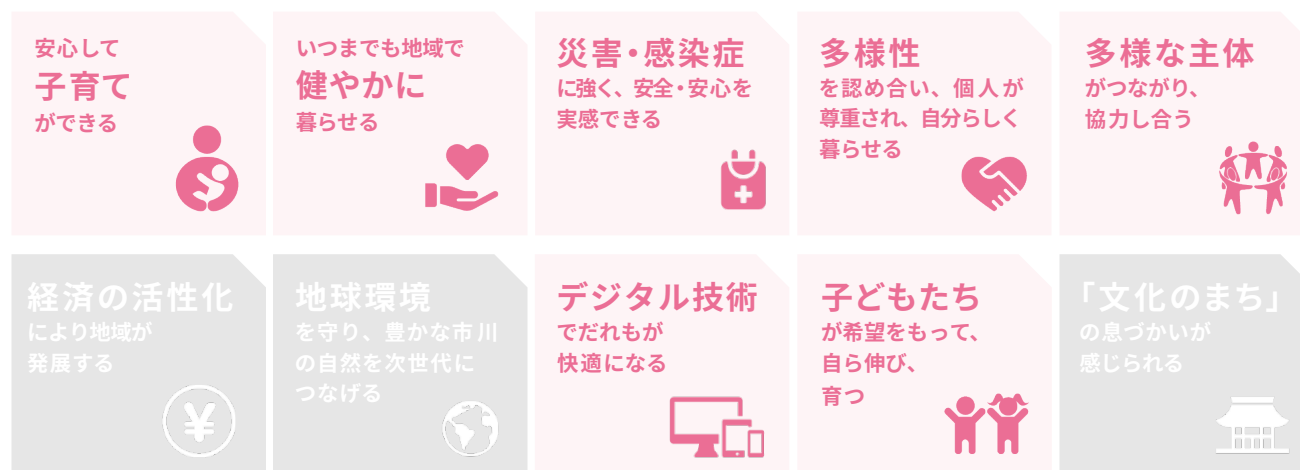 安心して
子育て
ができる
いつまでも地域で
健やかに
暮らせる
災害・感染症
に強く、安全・安心を
実感できる
多様性
を認め合い、個人が
尊重され、自分らしく
暮らせる
多様な主体
がつながり、
協力し合う
経済の活性化
により地域が
発展する
¥
地球環境
を守り、豊かな市川
の自然を次世代に
つなげる
デジタル技術
でだれもが
快適になる
子どもたち
が希望をもって、
自ら伸び、
育つ
「文化のまち」
の息づかいが
感じられる